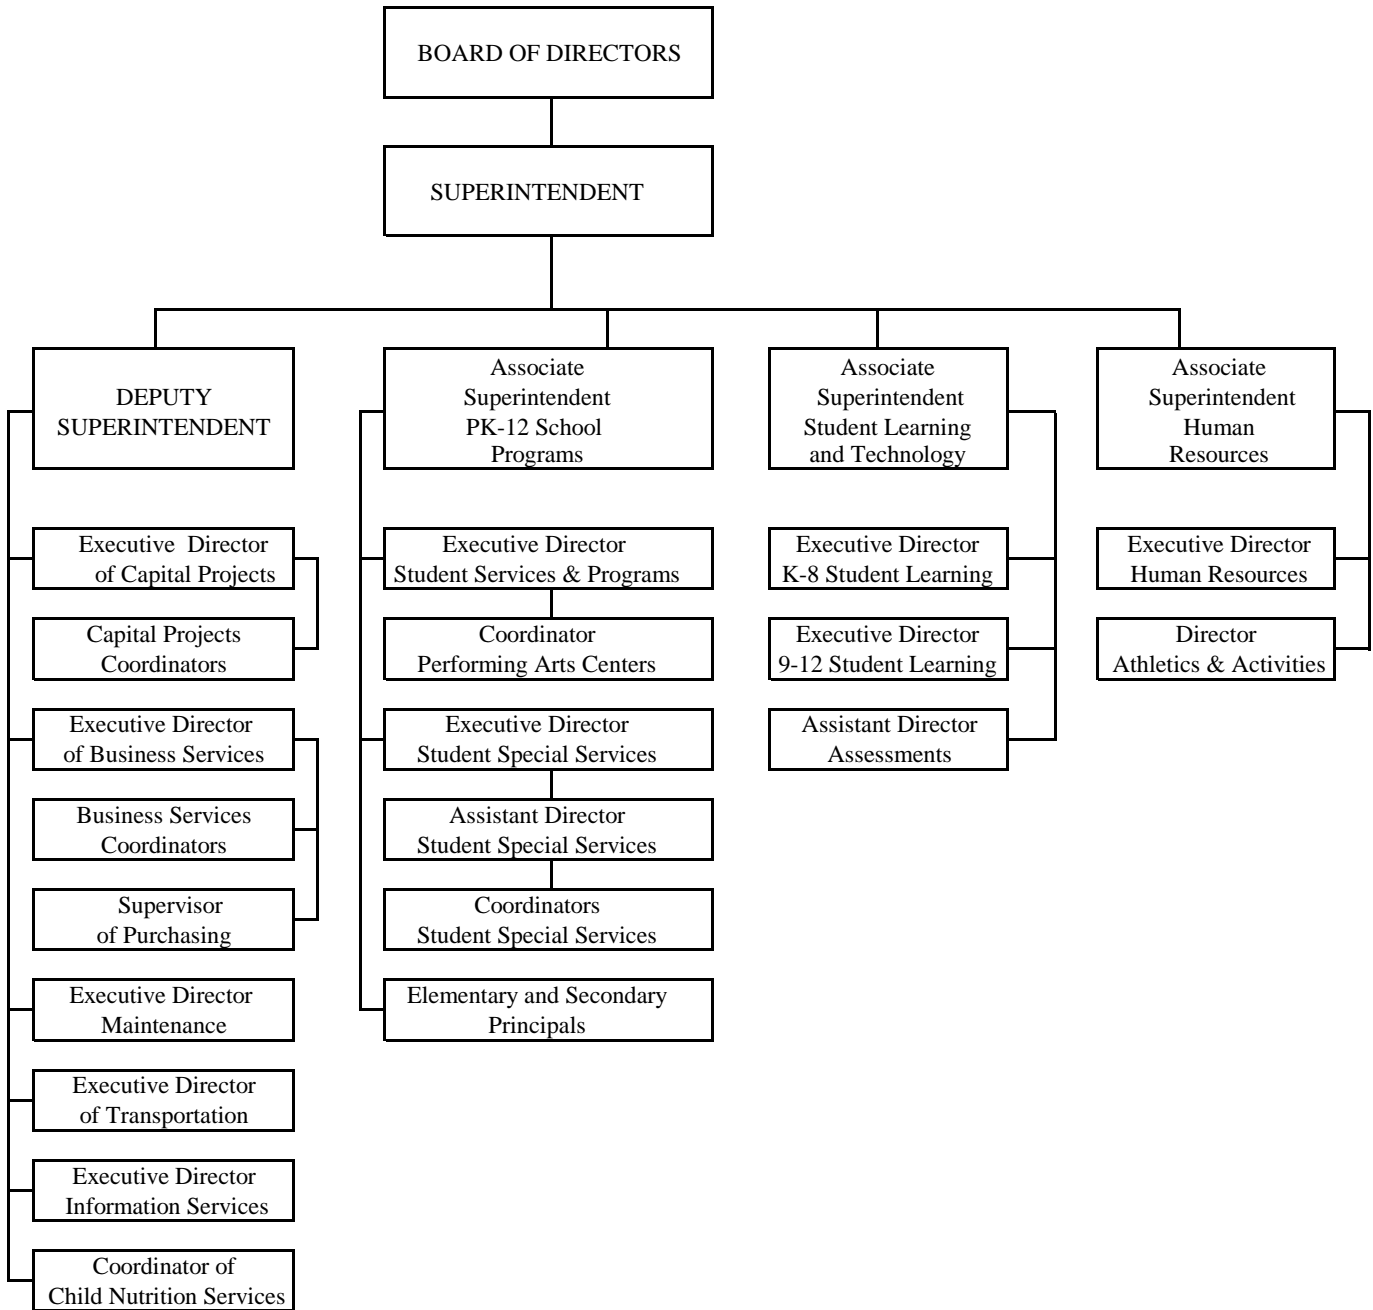 BOARD OF DIRECTORS
SUPERINTENDENT
DEPUTY
SUPERINTENDENT
Associate
Superintendent
PK-12 School
Programs
Associate
Superintendent
Student Learning
and Technology
Associate
Superintendent
Human
Resources
Executive Director
of Capital Projects
Capital Projects
Coordinators
Executive Director
of Business Services
Business Services
Coordinators
Supervisor
of Purchasing
Executive Director
Maintenance
Executive Director
of Transportation
Executive Director
Information Services
Coordinator of
Child Nutrition Services
Executive Director
Student Services & Programs
Coordinator
Performing Arts Centers
Executive Director
Student Special Services
Assistant Director
Student Special Services
Coordinators
Student Special Services
Elementary and Secondary
Principals
Executive Director
K-8 Student Learning
Executive Director
9-12 Student Learning
Assistant Director
Assessments
Executive Director
Human Resources
Director
Athletics & Activities